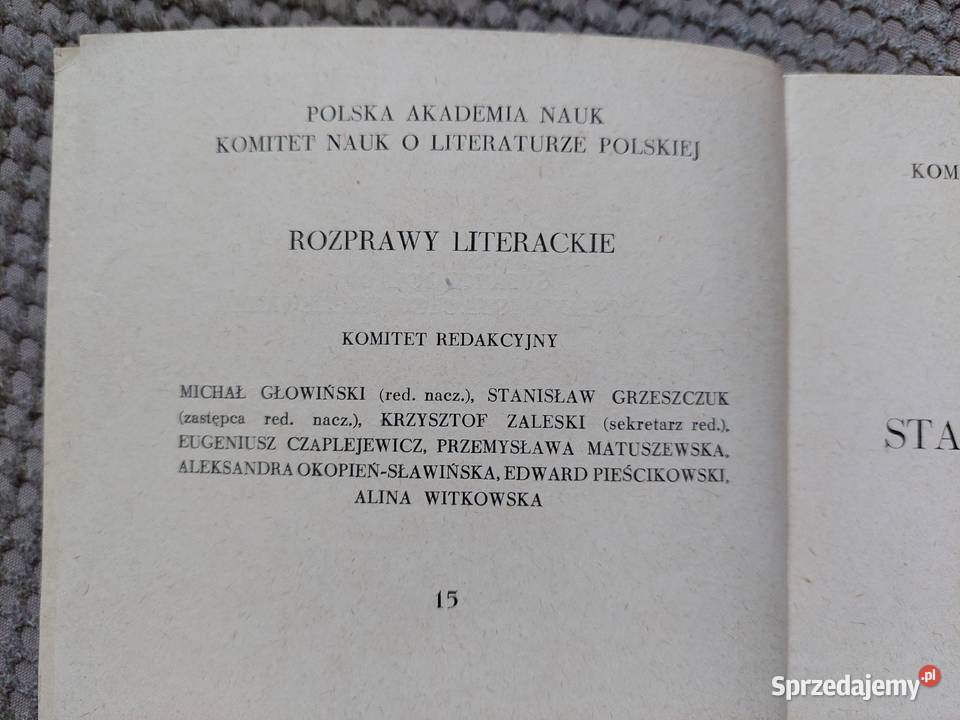 POLSKA AKADEMIA NAUK
KOMITET NAUK O LITERATURZE POLSKIEJ
ROZPRAWY LITERACKIE
KOMITET REDAKCYJNY
MICHAŁ GŁOWIŃSKI (red. nacz.), STANISŁAW GRZESZCZUK
(zastępca red. nacz.), KRZYSZTOF ZALESKI (sekretarz red.),
EUGENIUSZ CZAPLEJEWICZ, PRZEMYSŁAWA MATUSZEWSKA,
ALEKSANDRA OKOPIEŃ-SŁAWIŃSKA, EDWARD PIEŚCIKOWSKI,
ALINA WITKOWSKA
15
KOM
STA
Sprzedajemy.pl